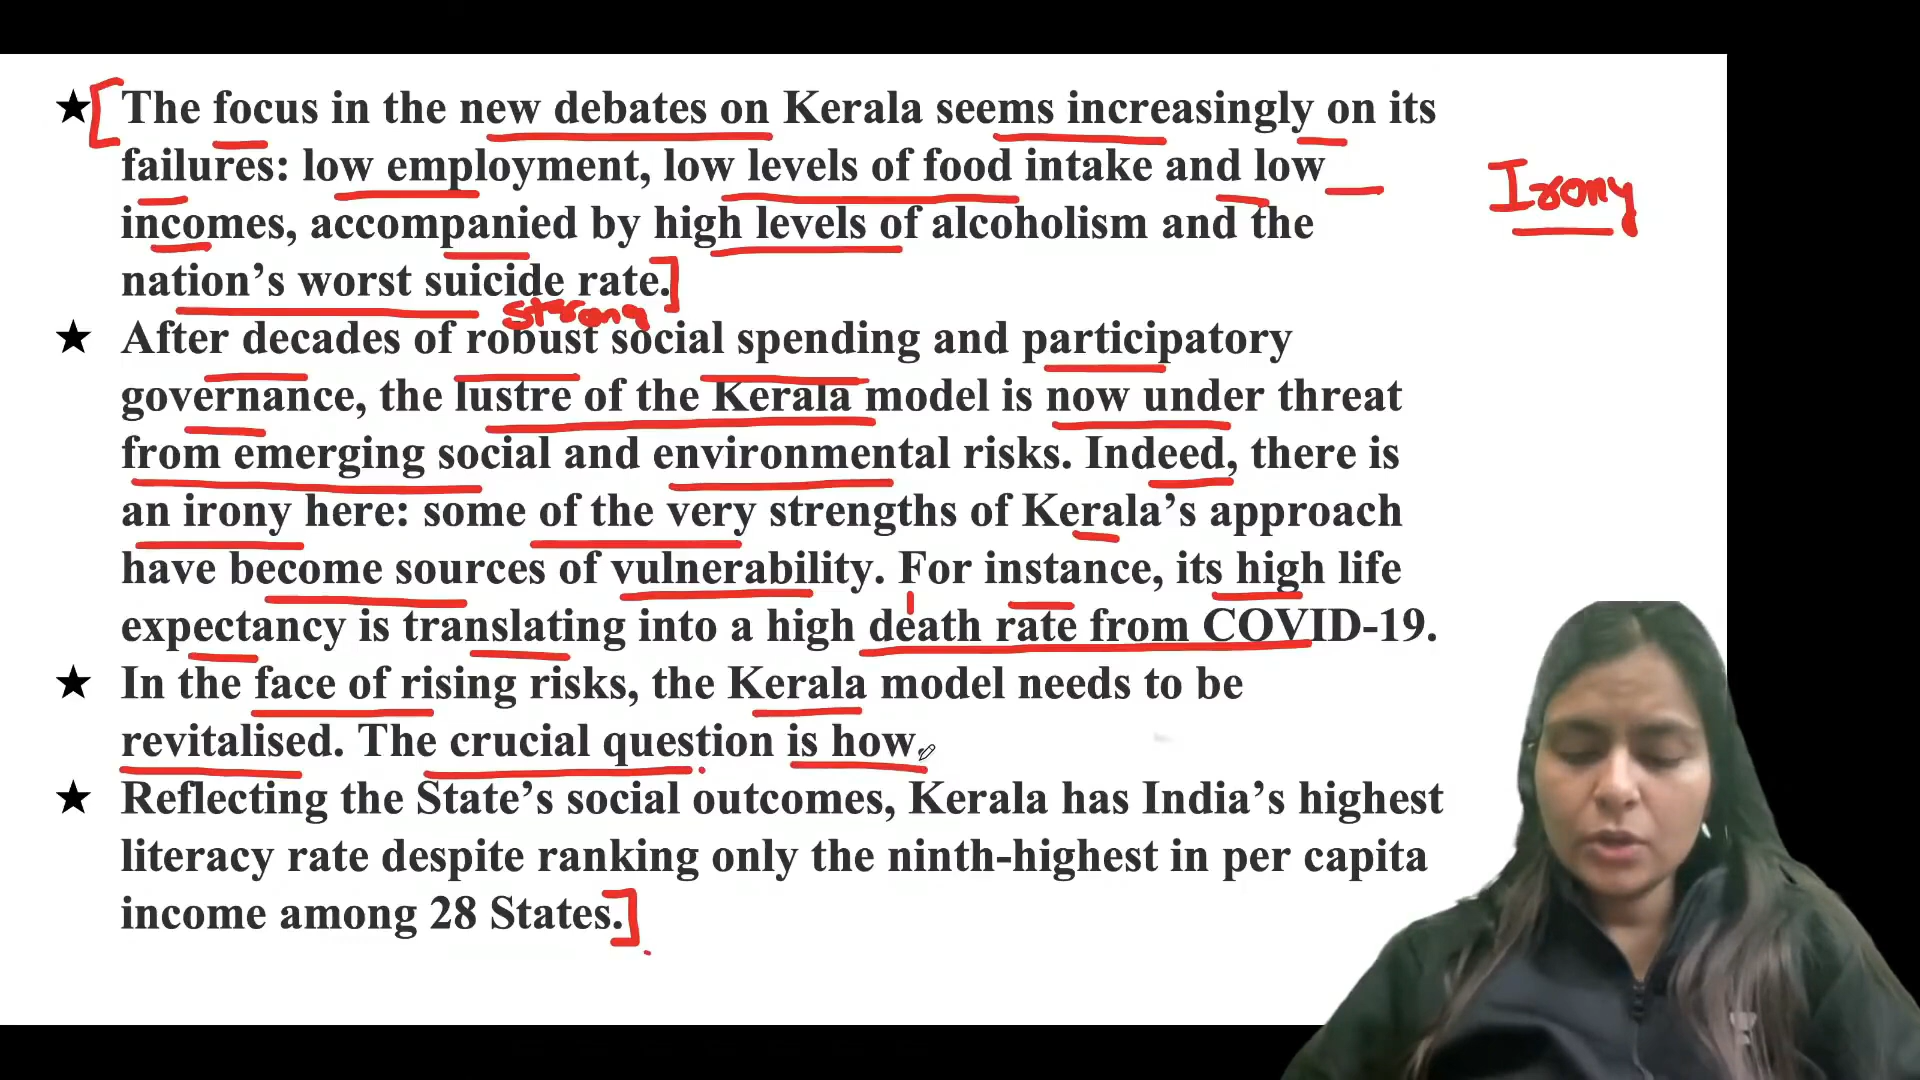 ★ The focus in the new debates on Kerala seems increasingly on its
failures: low employment, low levels of food intake and low
incomes, accompanied by high levels of alcoholism and the
nation’s worst suicide rate.
Irony
strong
★ After decades of robust social spending and participatory
governance, the lustre of the Kerala model is now under threat
from emerging social and environmental risks. Indeed, there is
an irony here: some of the very strengths of Kerala’s approach
have become sources of vulnerability. For instance, its high life
expectancy is translating into a high death rate from COVID-19.
★ In the face of rising risks, the Kerala model needs to be
revitalised. The crucial question is how.
★ Reflecting the State’s social outcomes, Kerala has India’s highest
literacy rate despite ranking only the ninth-highest in per capita
income among 28 States.